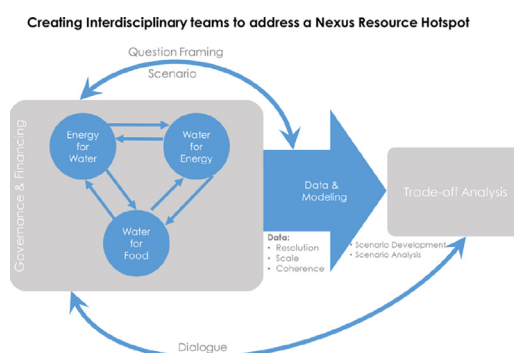 Creating Interdisciplinary teams to address a Nexus Resource Hotspot
Question Framing
Scenario
Governance & Financing
Energy
for
Water
Water
for
Energy
Water
for
Food
Data &
Modeling
Data:
• Resolution
• Scale
• Coherence
• Scenario Development
• Scenario Analysis
Trade-off Analysis
Dialogue